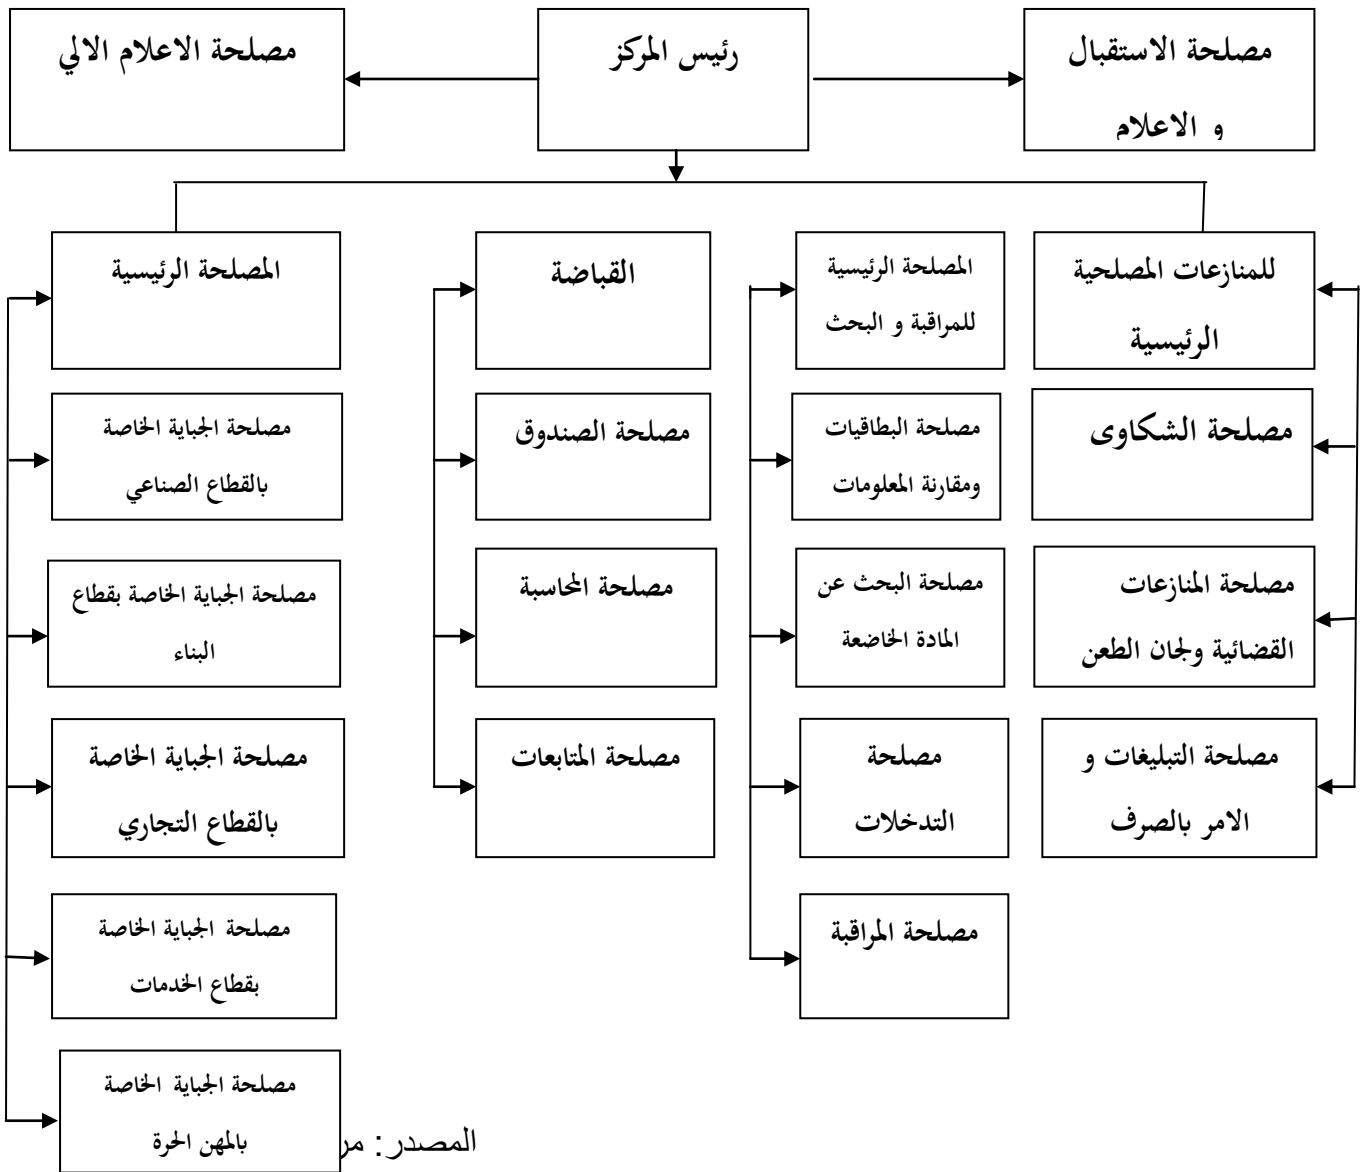 مصلحة الاستقبال
و الاعلام
رئيس المركز
مصلحة الاعلام الالي
للمنازعات المصلحية
الرئيسية
المصلحة الرئيسية
للمراقبة و البحث
القباضة
المصلحة الرئيسية
مصلحة الشكاوى
مصلحة البطاقيات
ومقارنة المعلومات
مصلحة الصندوق
مصلحة الجباية الخاصة
بالقطاع الصناعي
مصلحة المنازعات
القضائية ولجان الطعن
مصلحة البحث عن
المادة الخاضعة
مصلحة المحاسبة
مصلحة الجباية الخاصة بقطاع
البناء
مصلحة التبليغات و
الامر بالصرف
مصلحة
التدخلات
مصلحة المتابعات
مصلحة الجباية الخاصة
بالقطاع التجاري
مصلحة المراقبة
مصلحة الجباية الخاصة
بقطاع الخدمات
مصلحة الجباية الخاصة
بالمهن الحرة
المصدر: